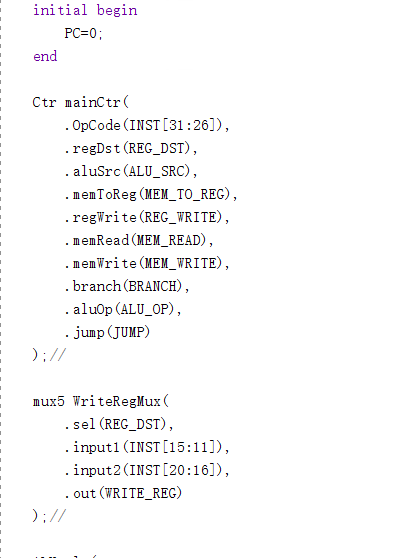 initial begin
PC=0;
end
Ctr mainCtr(
.OpCode(INST[31:26]),
.regDst(REG_DST),
.aluSrc(ALU_SRC),
.memToReg(MEM_TO_REG),
.regWrite(REG_WRITE),
.memRead(MEM_READ),
.memWrite(MEM_WRITE),
.branch(BRANCH),
.aluOp(ALU_OP),
.jump(JUMP)
);//
mux5 WriteRegMux(
.sel(REG_DST),
.input1(INST[15:11]),
.input2(INST[20:16]),
.out(WRITE_REG)
);//